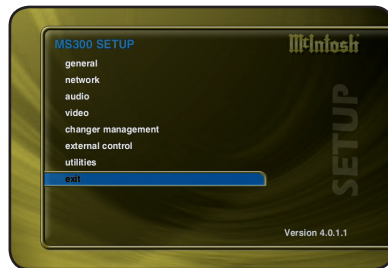 MS300 SETUP
McIntosh
general
network
audio
video
changer management
external control
utilities
exit
SETUP
Version 4.0.1.1